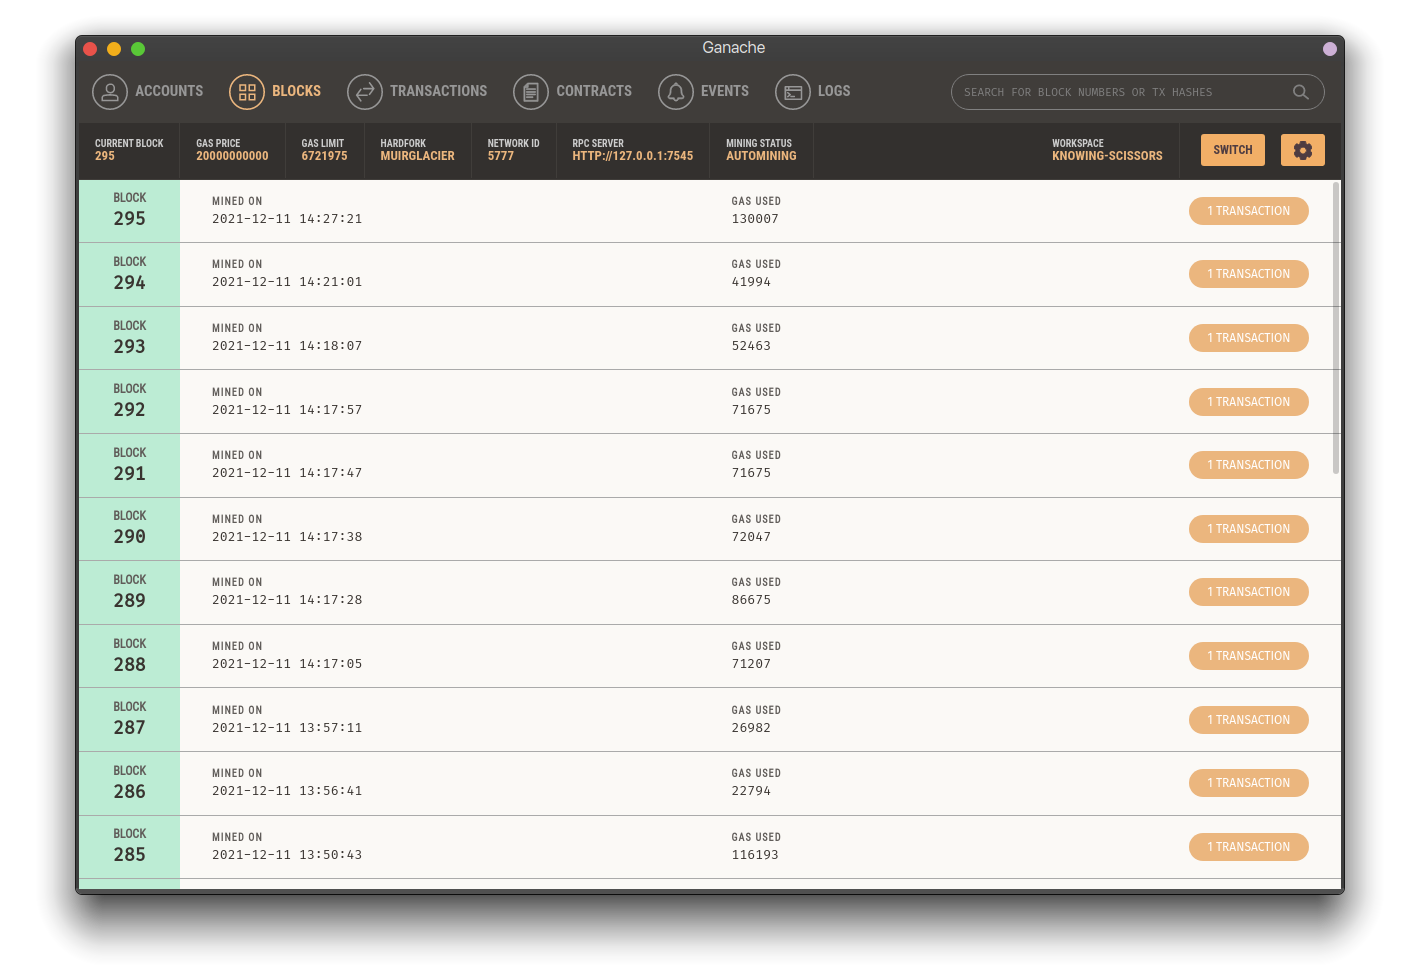 Ganache
ACCOUNTS BLOCKS TRANSACTIONS CONTRACTS EVENTS LOGS SEARCH FOR BLOCK NUMBERS OR TX HASHES
CURRENT BLOCK GAS PRICE GAS LIMIT HARDFORK NETWORK ID RPC SERVER MINING STATUS WORKSPACE
295 20000000000 6721975 MUIRGLACIER 5777 HTTP://127.0.0.1:7545 AUTOMINING KNOWING-SCISSORS SWITCH
BLOCK MINED ON GAS USED
295 2021-12-11 14:27:21 130007 1 TRANSACTION
BLOCK MINED ON GAS USED
294 2021-12-11 14:21:01 41994 1 TRANSACTION
BLOCK MINED ON GAS USED
293 2021-12-11 14:18:07 52463 1 TRANSACTION
BLOCK MINED ON GAS USED
292 2021-12-11 14:17:57 71675 1 TRANSACTION
BLOCK MINED ON GAS USED
291 2021-12-11 14:17:47 71675 1 TRANSACTION
BLOCK MINED ON GAS USED
290 2021-12-11 14:17:38 72047 1 TRANSACTION
BLOCK MINED ON GAS USED
289 2021-12-11 14:17:28 86675 1 TRANSACTION
BLOCK MINED ON GAS USED
288 2021-12-11 14:17:05 71207 1 TRANSACTION
BLOCK MINED ON GAS USED
287 2021-12-11 13:57:11 26982 1 TRANSACTION
BLOCK MINED ON GAS USED
286 2021-12-11 13:56:41 22794 1 TRANSACTION
BLOCK MINED ON GAS USED
285 2021-12-11 13:50:43 116193 1 TRANSACTION